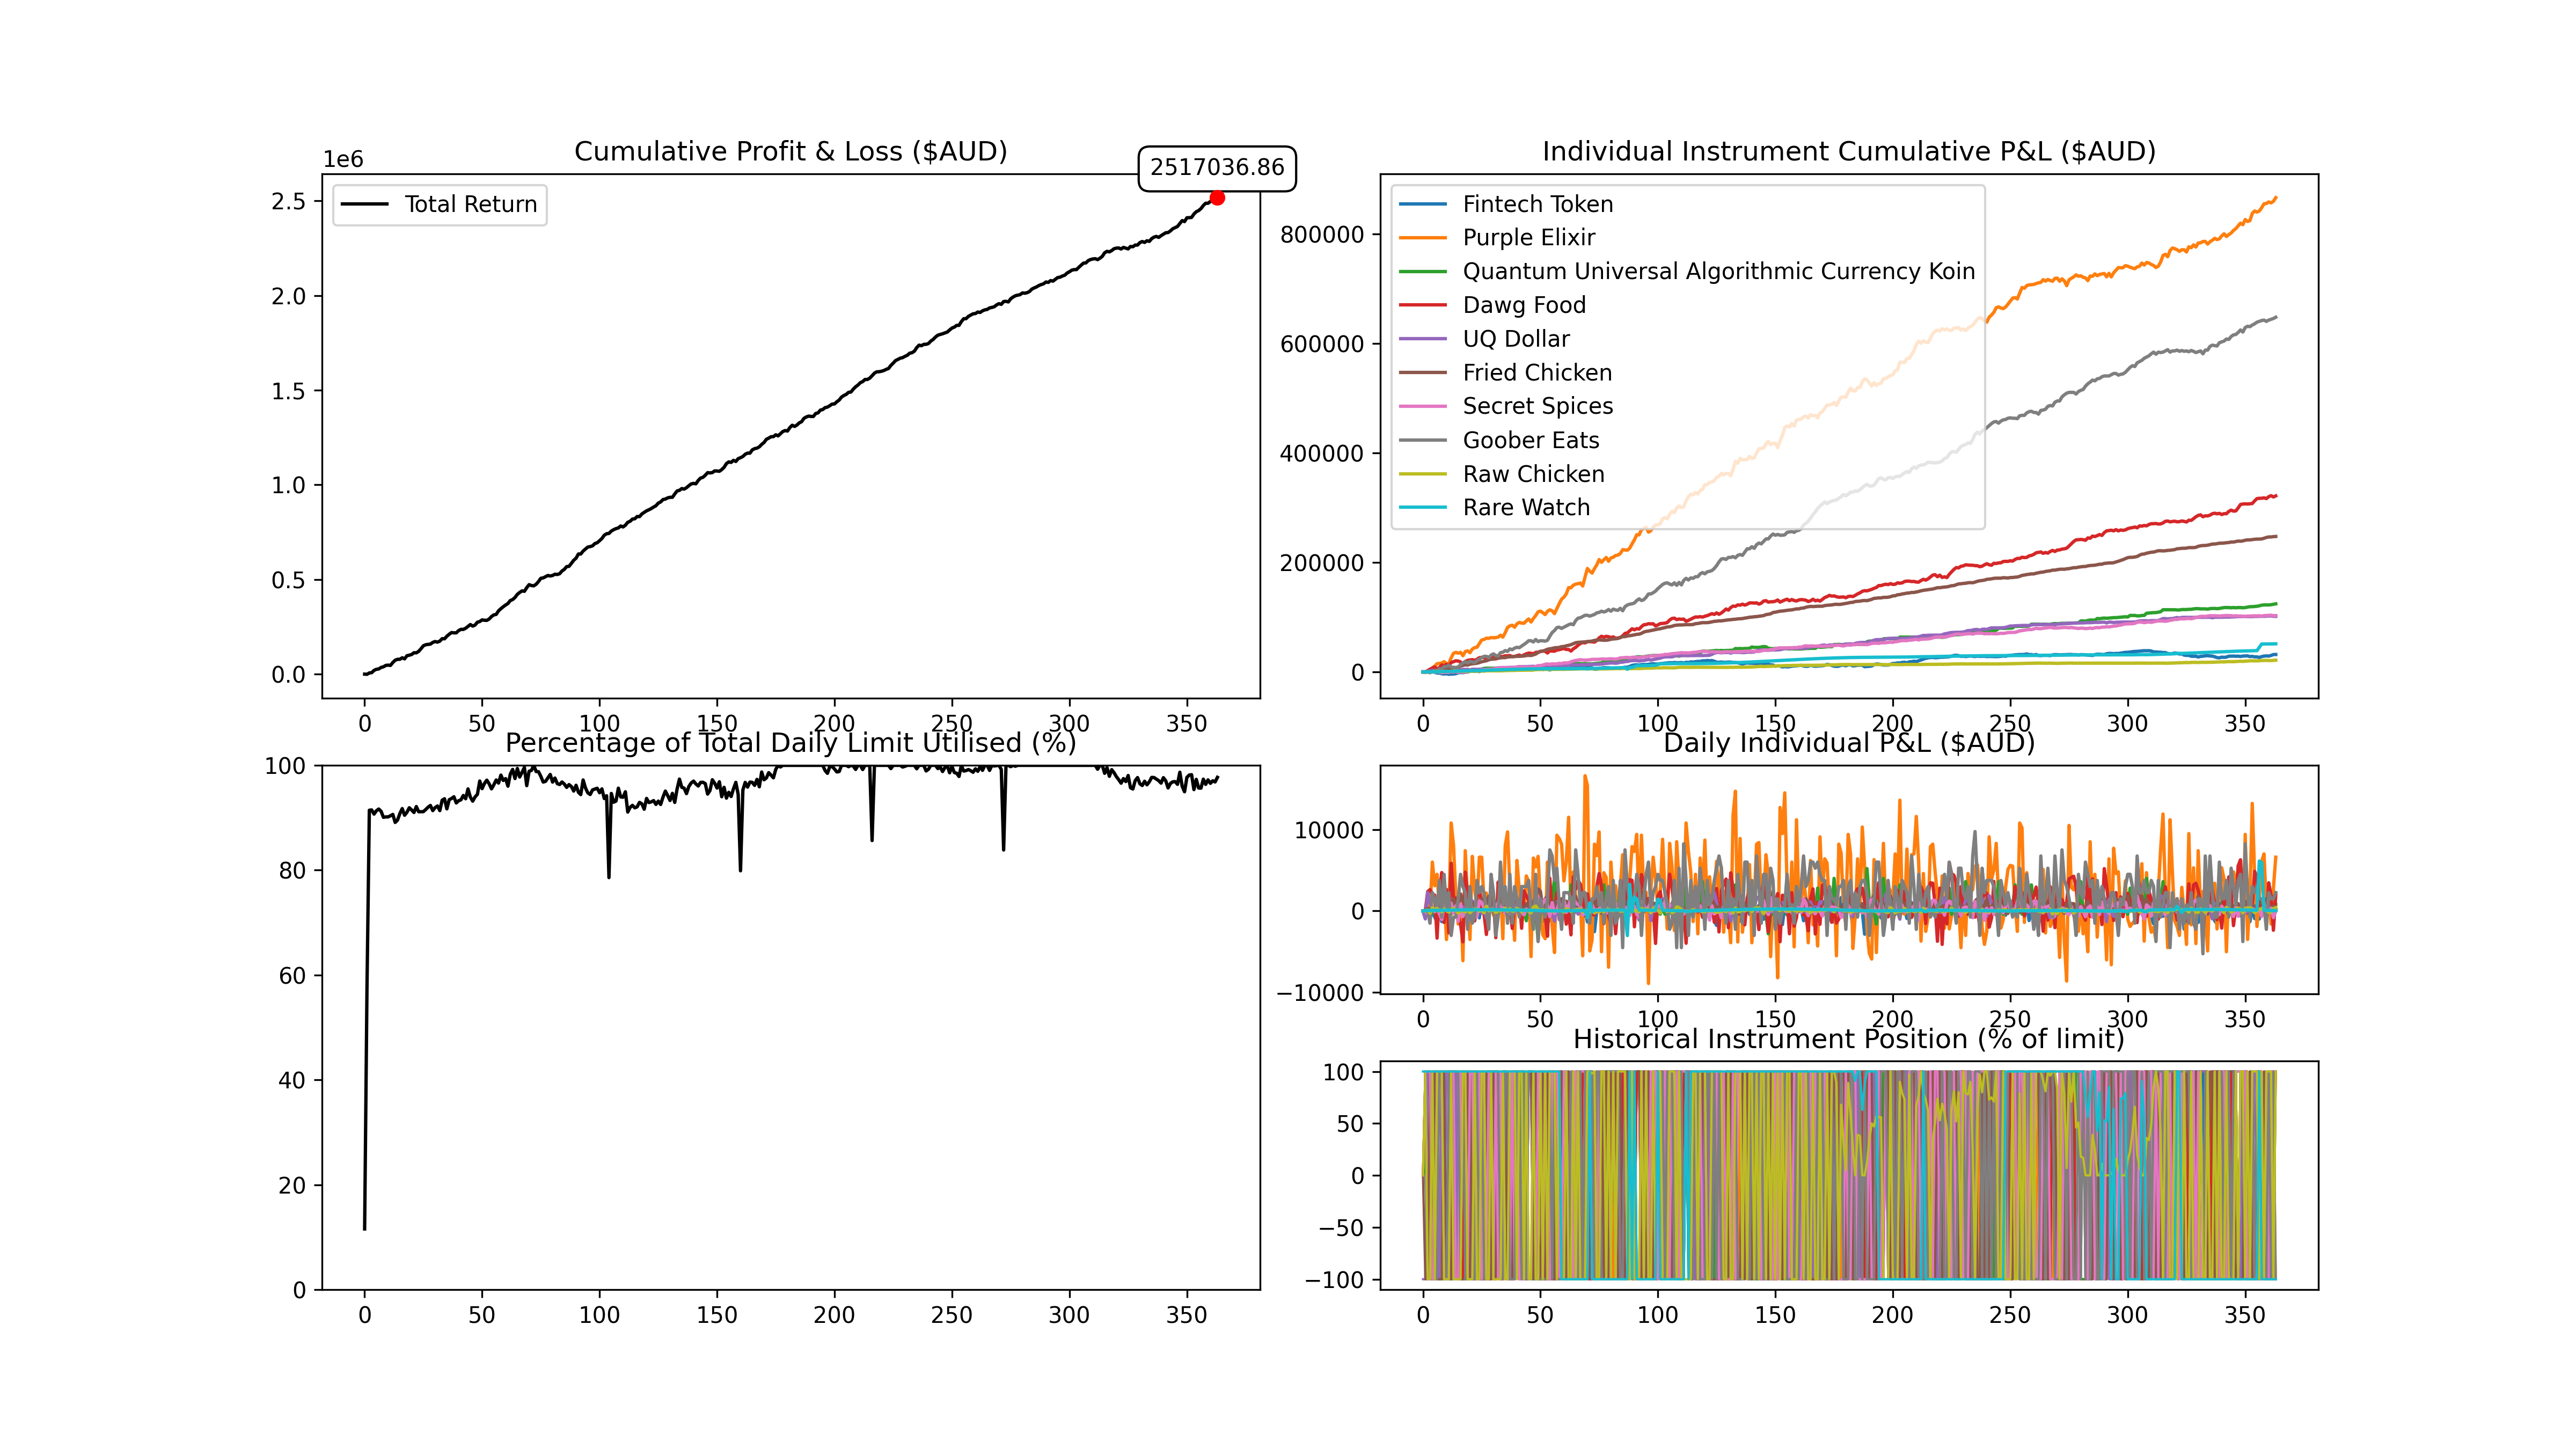 Cumulative Profit & Loss ($AUD)
1e6
2517036.86
Total Return
2.5
2.0
1.5
1.0
0.5
0.0
0 50 100 150 200 250 300 350
Individual Instrument Cumulative P&L ($AUD)
Fintech Token
Purple Elixir
Quantum Universal Algorithmic Currency Koin
Dawg Food
UQ Dollar
Fried Chicken
Secret Spices
Goober Eats
Raw Chicken
Rare Watch
800000
600000
400000
200000
0
0 50 100 150 200 250 300 350
Percentage of Total Daily Limit Utilised (%)
100
80
60
40
20
0
0 50 100 150 200 250 300 350
Daily Individual P&L ($AUD)
10000
0
−10000
0 50 100 150 200 250 300 350
Historical Instrument Position (% of limit)
100
50
0
−50
−100
0 50 100 150 200 250 300 350